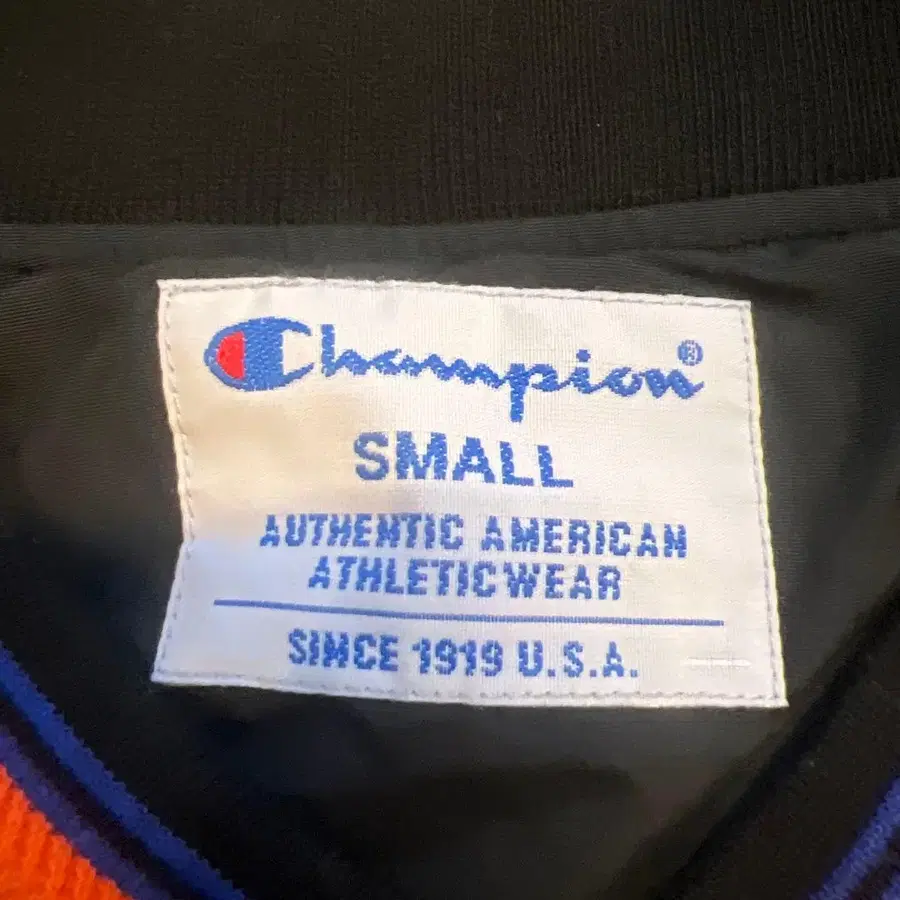 Champion®
SMALL
AUTHENTIC AMERICAN
ATHLETICWEAR
SINCE 1919 U.S.A.